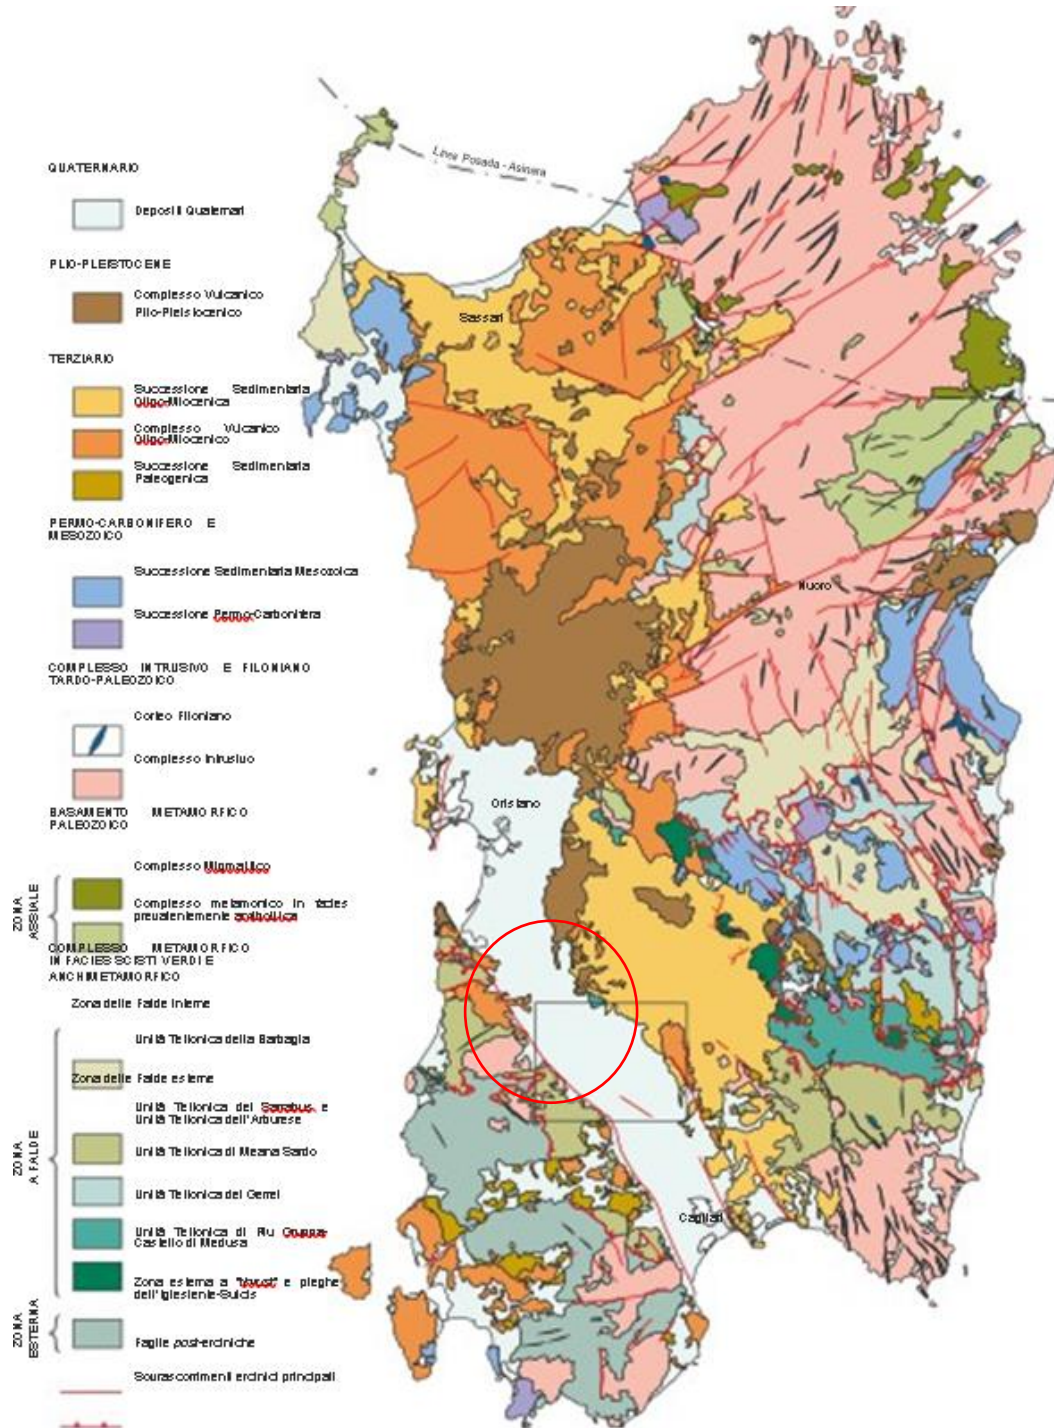 QUATERNARIO
Depositi Quaternari
PLIO-PLEISTOCENE
Complesso Vulcanico
Plio-Pleistocenico
TERZIARIO
Successione Sedimentaria
Oligo-Miocenica
Complesso Vulcanico
Oligo-Miocenico
Successione Sedimentaria
Paleogenica
PERMO-CARBONIFERO E
MESOZOICO
Successione Sedimentaria Mesozoica
Successione Permo-Carbonifera
COMPLESSO INTRUSIVO E FILONIANO
TARDO-PALEOZOICO
Corteo Filoniano
Complesso Intrusivo
BASAMENTO METAMORFICO
PALEOZOICO
Complesso Migmatitico
Complesso metamorfico in facies
prevalentemente anfibolitica
ZONA
ASSIALE
COMPLESSO METAMORFICO
IN FACIES SCISTI VERDI E
ANCHIMETAMORFICO
Zona delle Falde Interne
Unità Tettonica della Barbagia
Zona delle Falde esterne
Unità Tettonica del Sarrabus e
Unità Tettonica dell'Arburese
Unità Tettonica di Meana Sardo
Unità Tettonica del Gerrei
Unità Tettonica di Riu Gruppa-
Castello di Medusa
ZONA
A FALDE
Zona esterna a "thrust" e pieghe
dell'Iglesiente-Sulcis
ZONA
ESTERNA
Faglie post-erciniche
Sovrascorrimenti ercinici principali
Linea Posada - Asinara
Sassari
Nuoro
Oristano
Cagliari